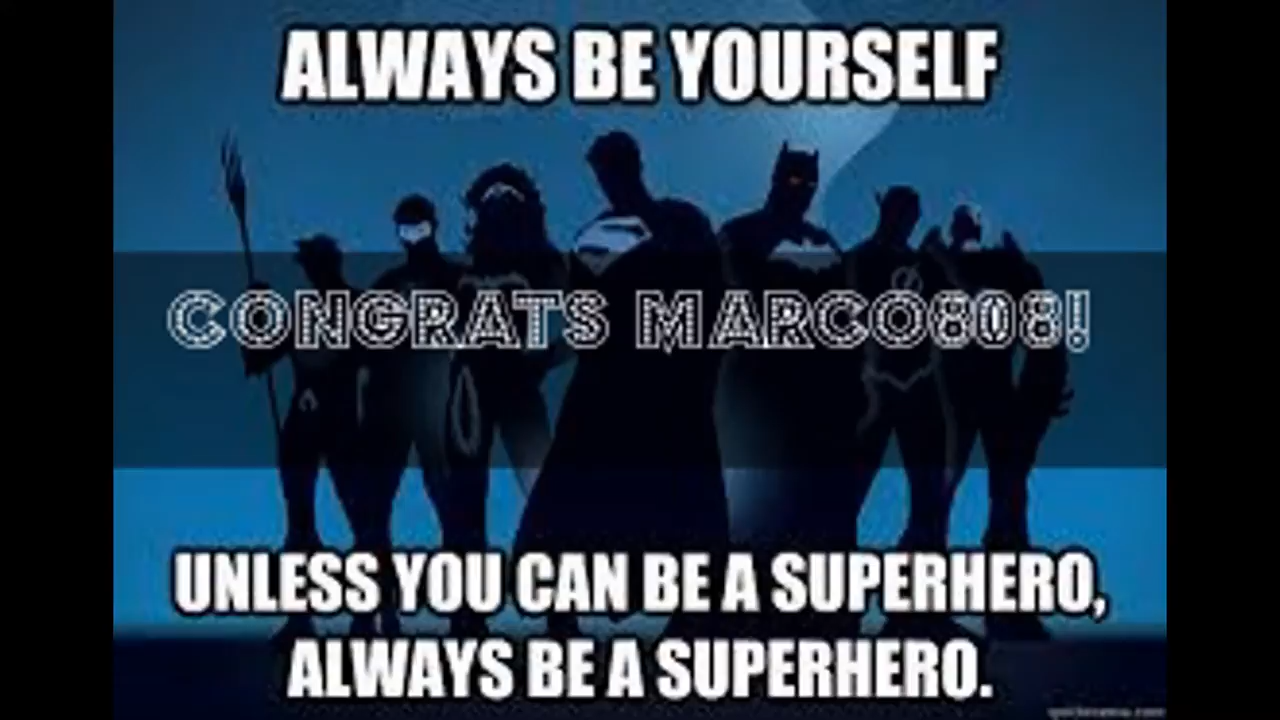 ALWAYS BE YOURSELF
CONGRATS MARCO808!
UNLESS YOU CAN BE A SUPERHERO,
ALWAYS BE A SUPERHERO.